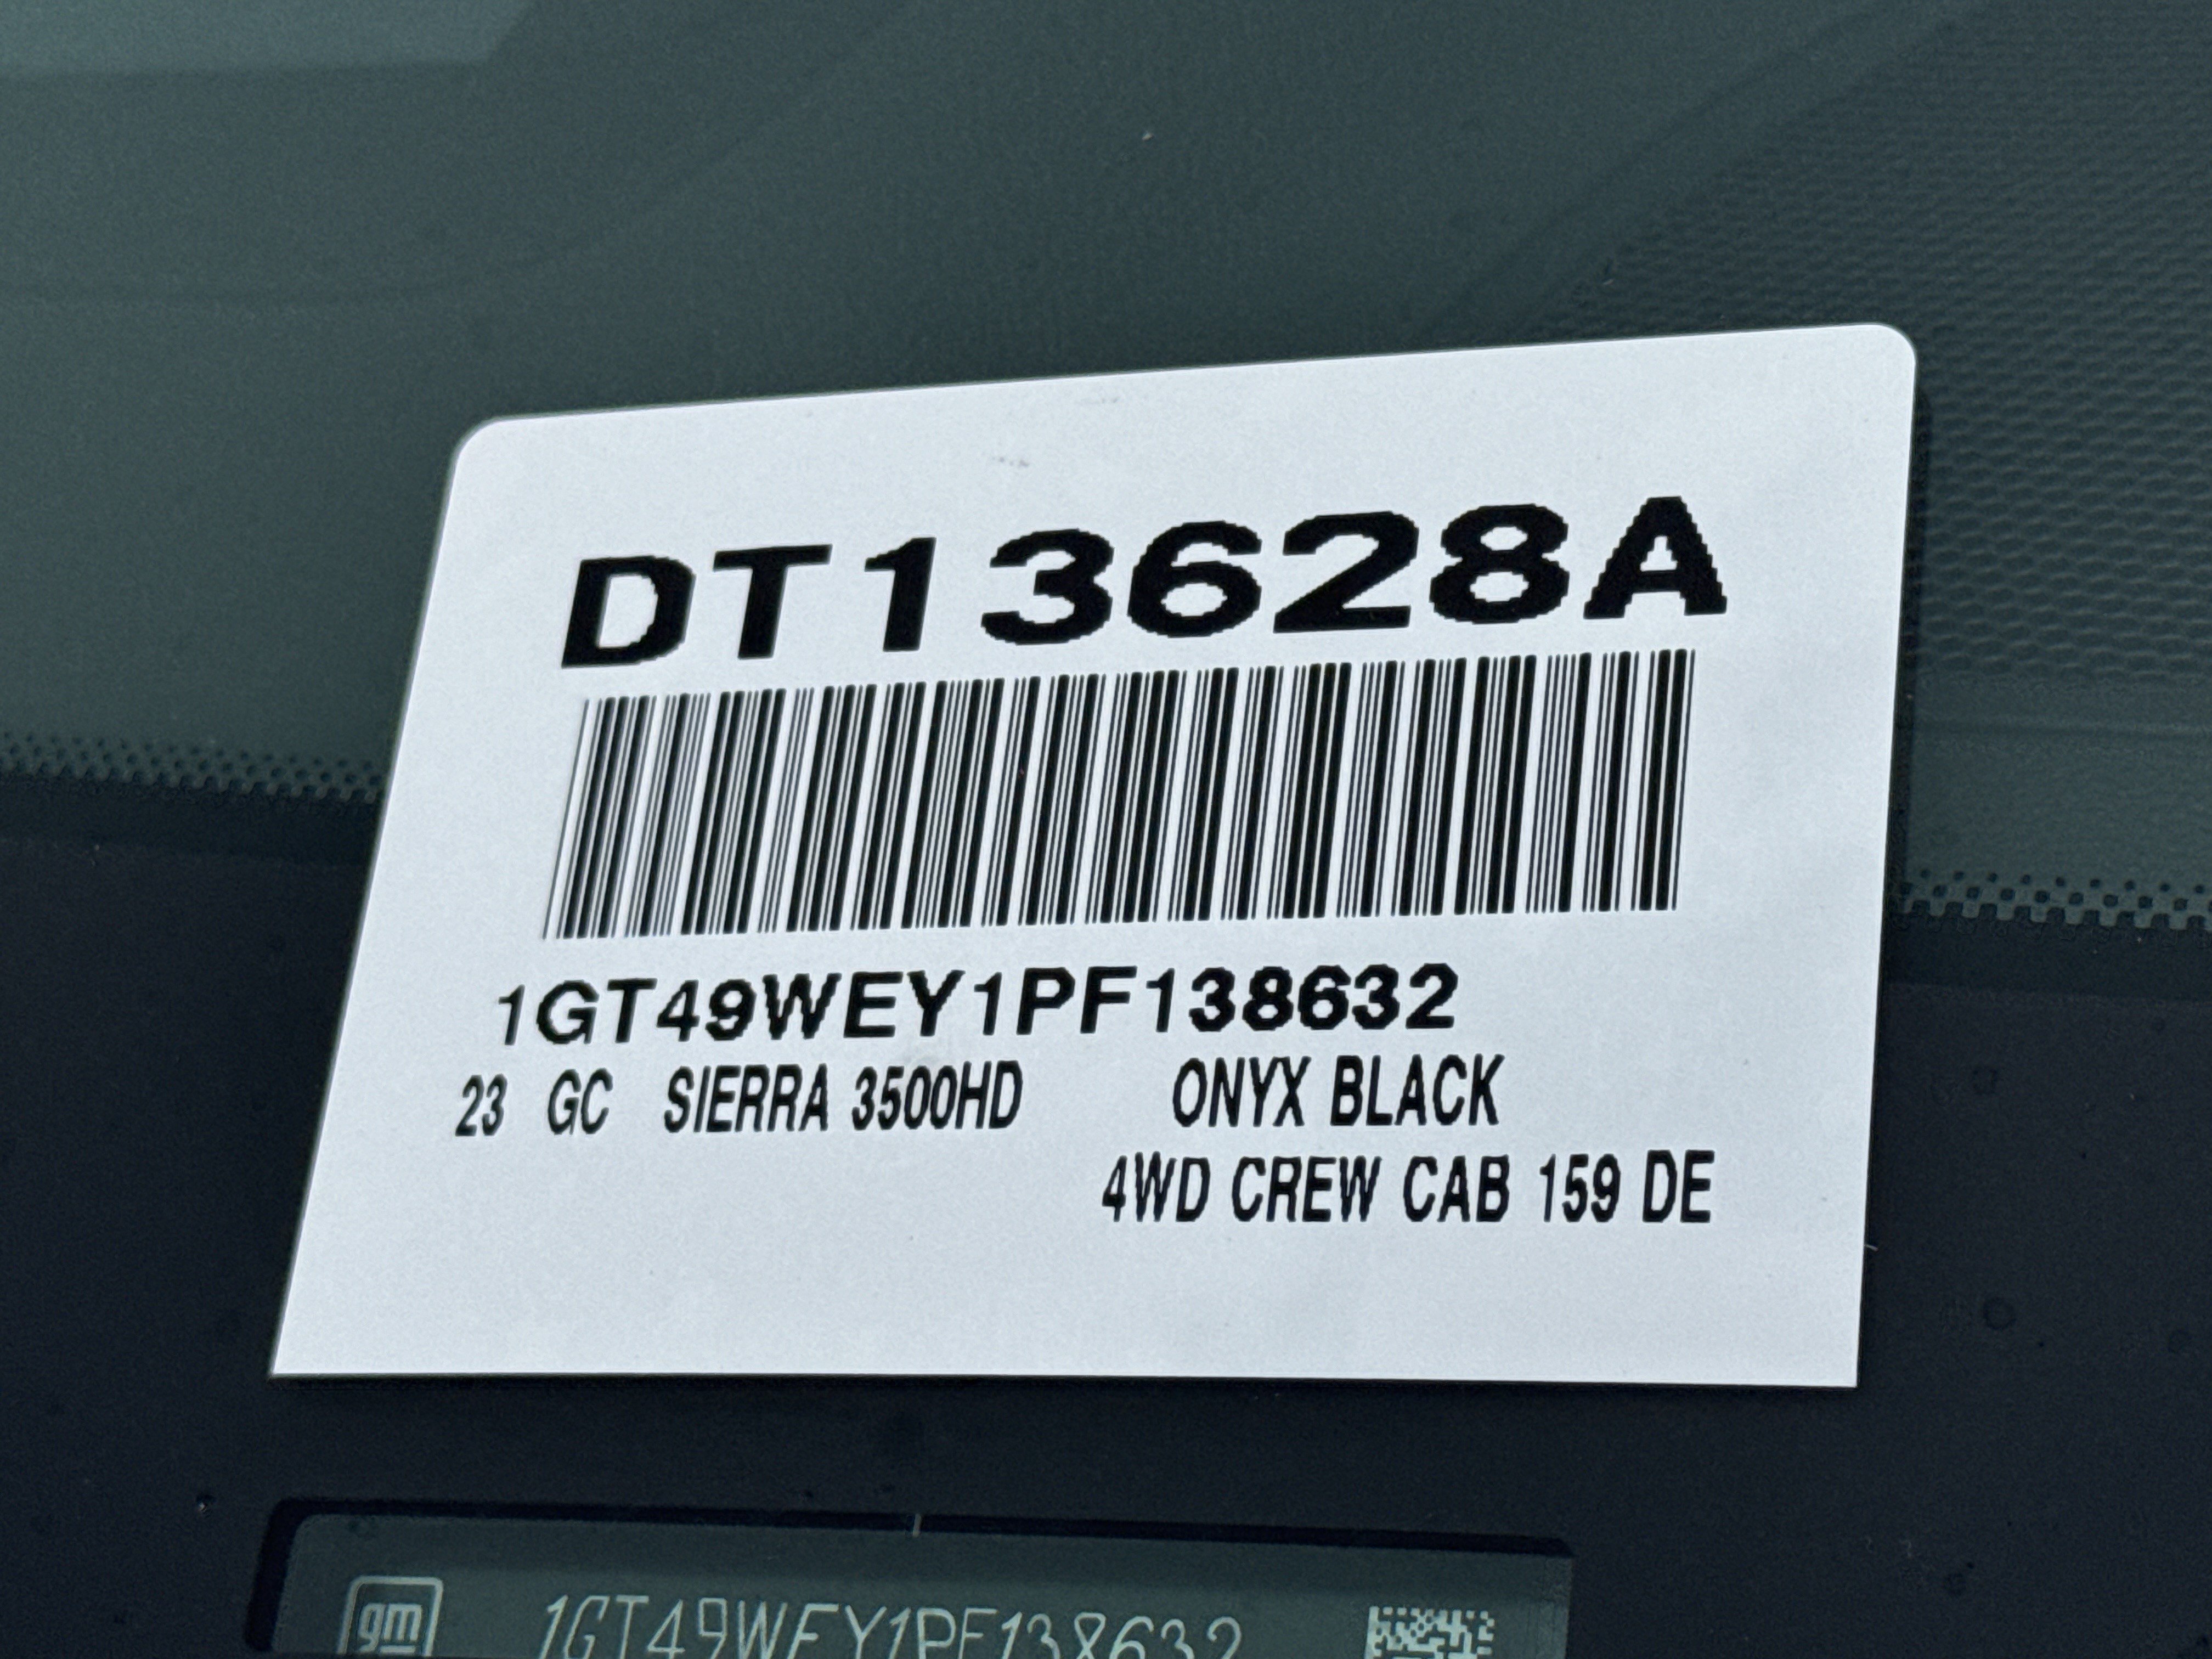 DT13628A
1GT49WEY1PF138632
23 GC SIERRA 3500HD ONYX BLACK
4WD CREW CAB 159 DE
gm 1GT49WEY1PF138632